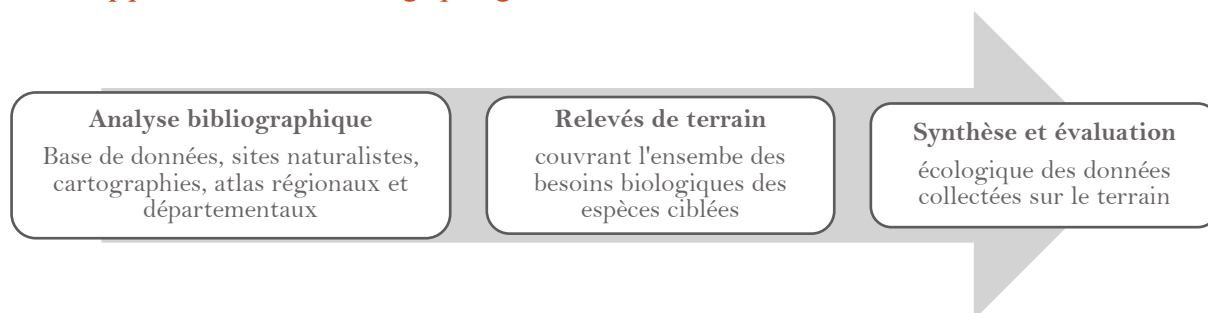 Analyse bibliographique
Base de données, sites naturalistes,
cartographies, atlas régionaux et
départementaux
Relevés de terrain
couvrant l'ensembe des
besoins biologiques des
espèces ciblées
Synthèse et évaluation
écologique des données
collectées sur le terrain